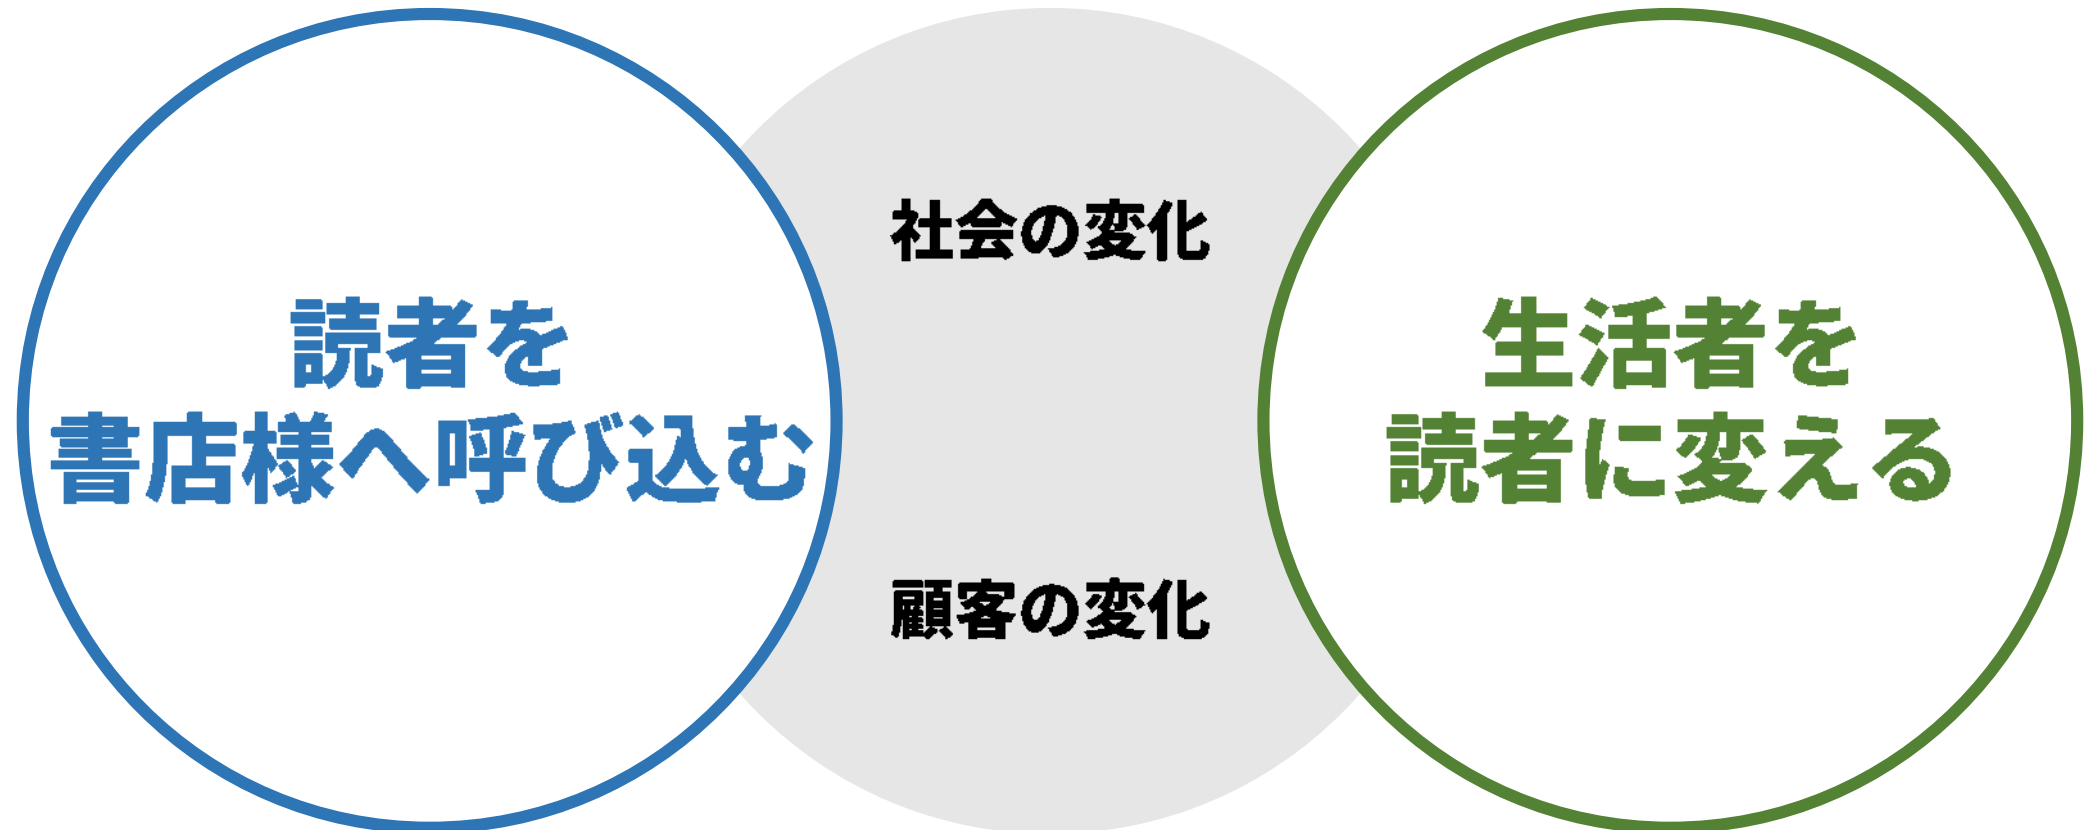 読者を
書店様へ呼び込む
社会の変化
顧客の変化
生活者を
読者に変える